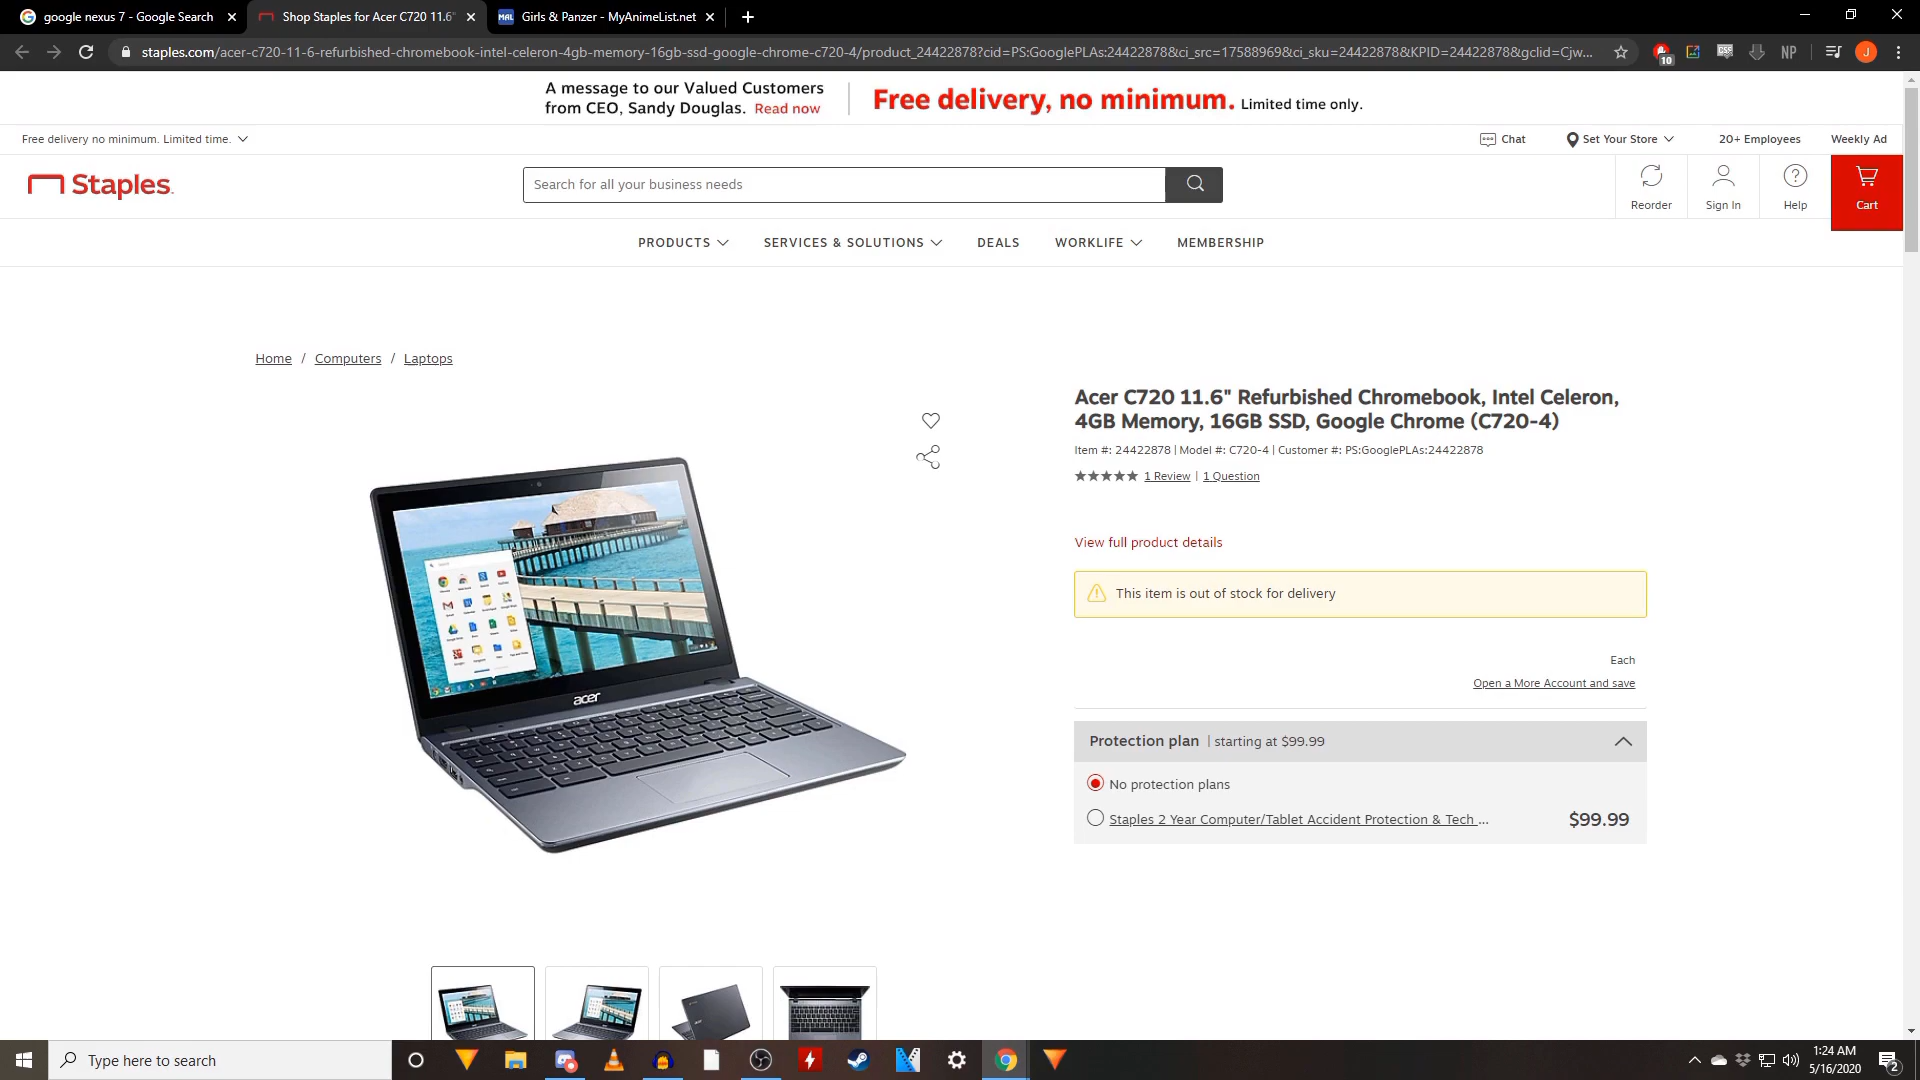 google nexus 7 - Google Search
Shop Staples for Acer C720 11.6"
MAL
Girls & Panzer - MyAnimeList.net
staples.com/acer-c720-11-6-refurbished-chromebook-intel-celeron-4gb-memory-16gb-ssd-google-chrome-c720-4/product_24422878?cid=PS:GooglePLAs:24422878&ci_src=17588969&ci_sku=24422878&KPID=24422878&gclid=Cjw...
10
NP
J
A message to our Valued Customers
from CEO, Sandy Douglas. Read now
Free delivery, no minimum. Limited time only.
Free delivery no minimum. Limited time.
Chat
Set Your Store
20+ Employees
Weekly Ad
Staples.
Search for all your business needs
Reorder
Sign In
Help
Cart
PRODUCTS
SERVICES & SOLUTIONS
DEALS
WORKLIFE
MEMBERSHIP
Home / Computers / Laptops
Acer C720 11.6" Refurbished Chromebook, Intel Celeron,
4GB Memory, 16GB SSD, Google Chrome (C720-4)
Item #: 24422878 | Model #: C720-4 | Customer #: PS:GooglePLAs:24422878
1 Review | 1 Question
View full product details
This item is out of stock for delivery
Each
Open a More Account and save
acer
Protection plan | starting at $99.99
No protection plans
Staples 2 Year Computer/Tablet Accident Protection & Tech ...
$99.99
Type here to search
1:24 AM
5/16/2020
2